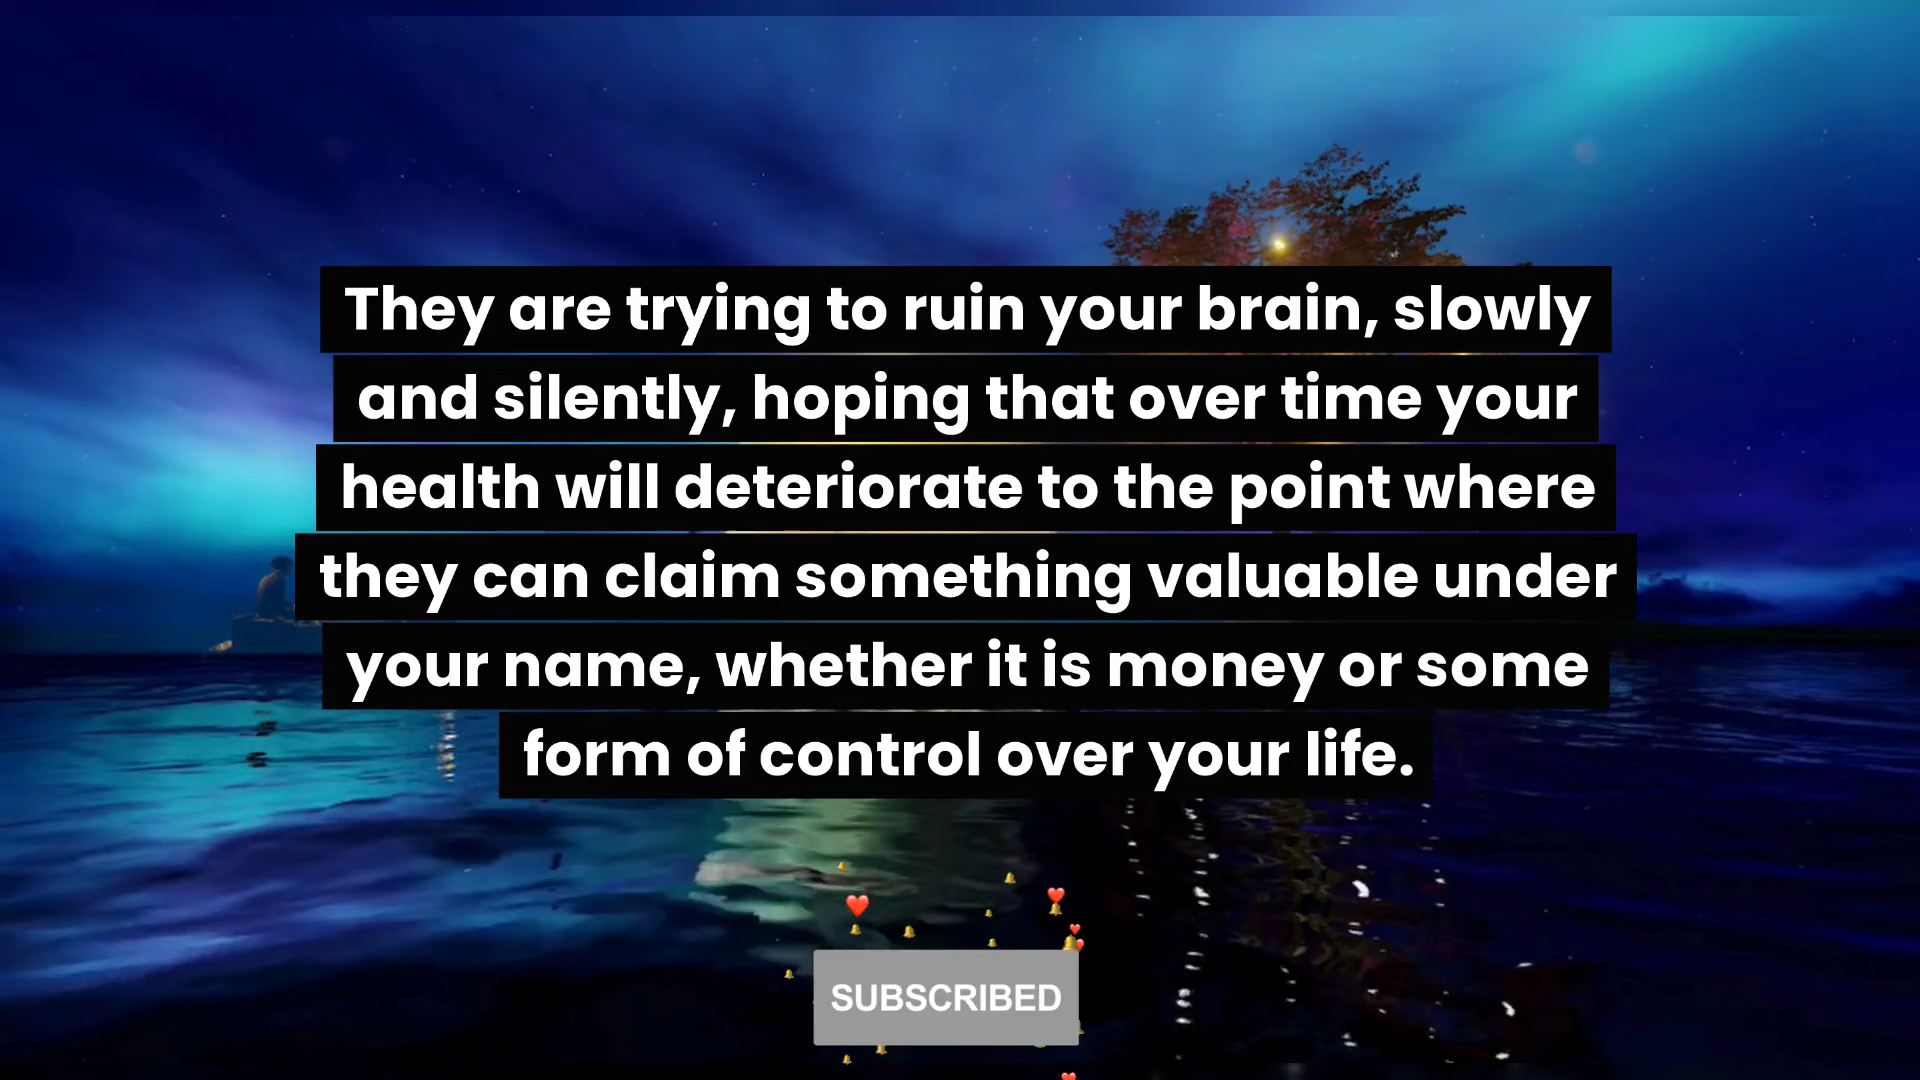 They are trying to ruin your brain, slowly
and silently, hoping that over time your
health will deteriorate to the point where
they can claim something valuable under
your name, whether it is money or some
form of control over your life.
SUBSCRIBED